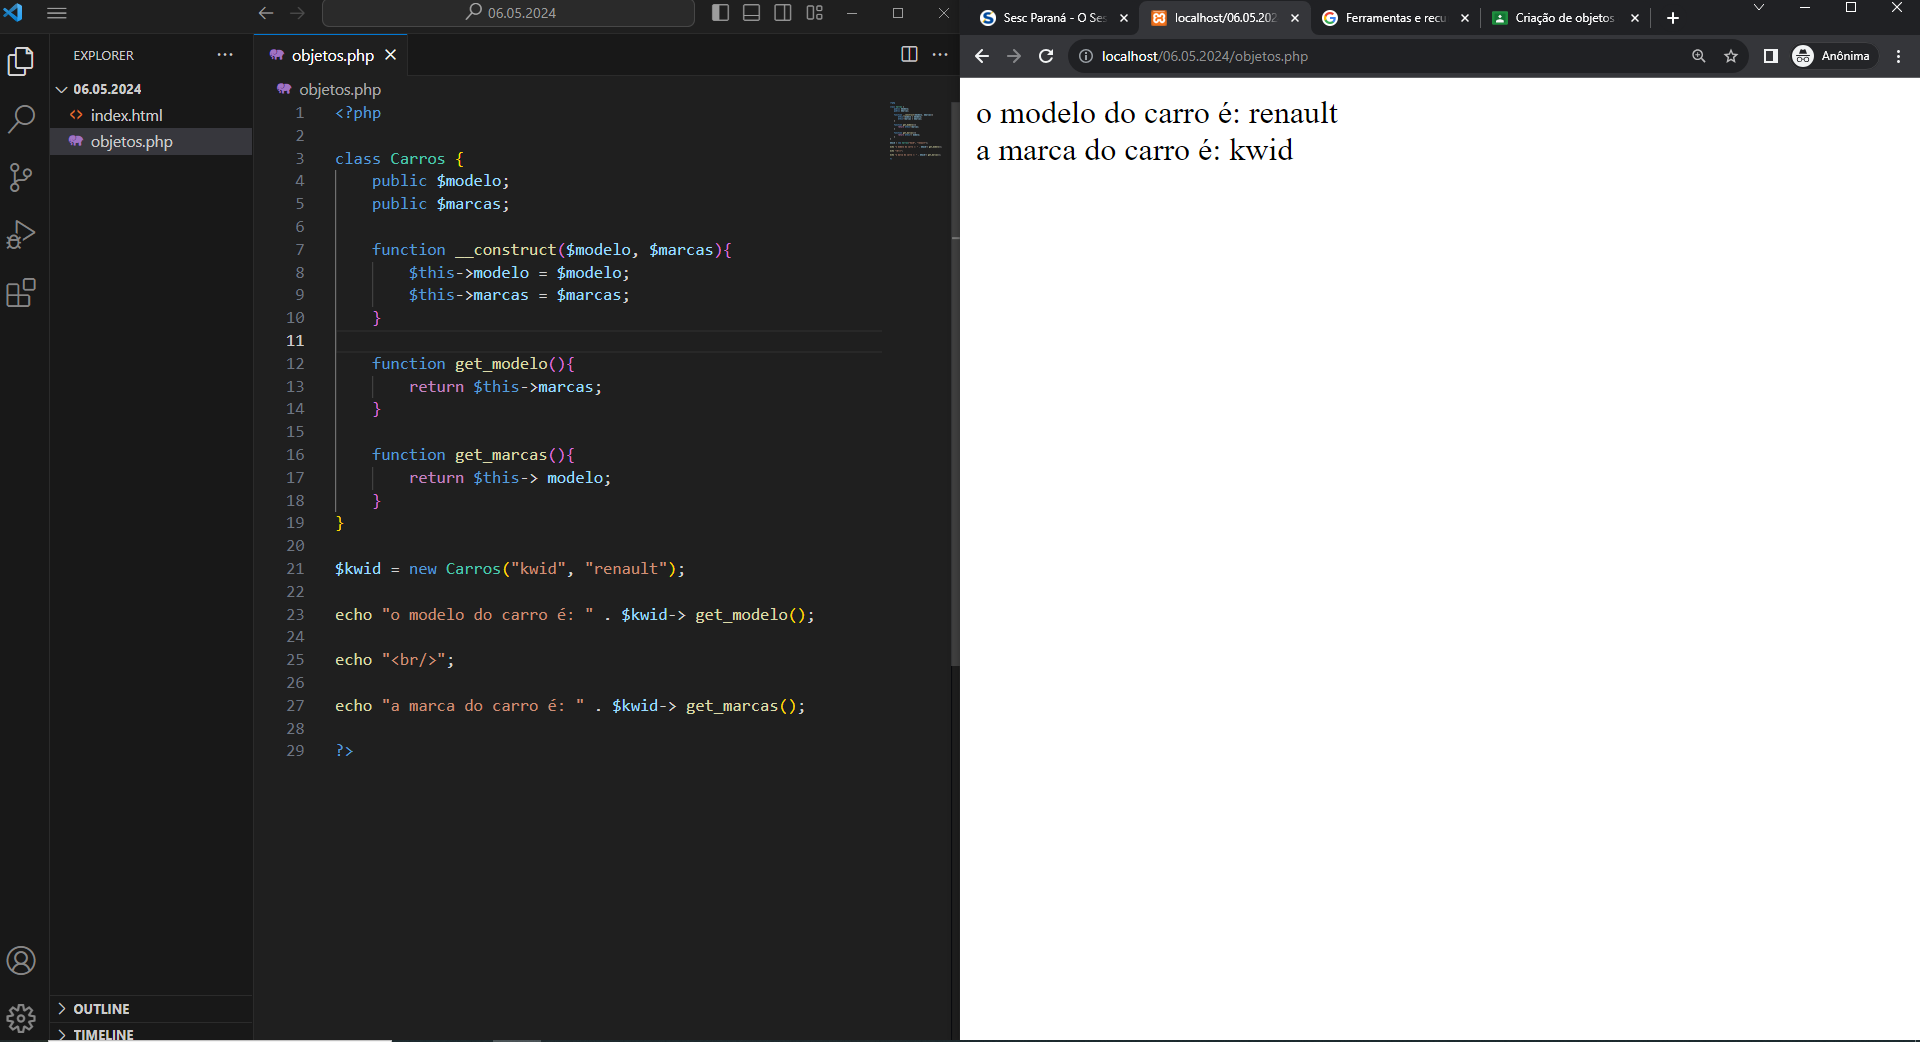 06.05.2024
EXPLORER
06.05.2024
index.html
objetos.php
OUTLINE
TIMELINE
objetos.php
objetos.php
1 <?php
2
3 class Carros {
4     public $modelo;
5     public $marcas;
6
7     function __construct($modelo, $marcas){
8         $this->modelo = $modelo;
9         $this->marcas = $marcas;
10     }
11
12     function get_modelo(){
13         return $this->marcas;
14     }
15
16     function get_marcas(){
17         return $this-> modelo;
18     }
19 }
20
21 $kwid = new Carros("kwid", "renault");
22
23 echo "o modelo do carro é: " . $kwid-> get_modelo();
24
25 echo "<br/>";
26
27 echo "a marca do carro é: " . $kwid-> get_marcas();
28
29 ?>
Sesc Paraná - O Ses
localhost/06.05.202
Ferramentas e recu
Criação de objetos
localhost/06.05.2024/objetos.php
Anônima
o modelo do carro é: renault
a marca do carro é: kwid